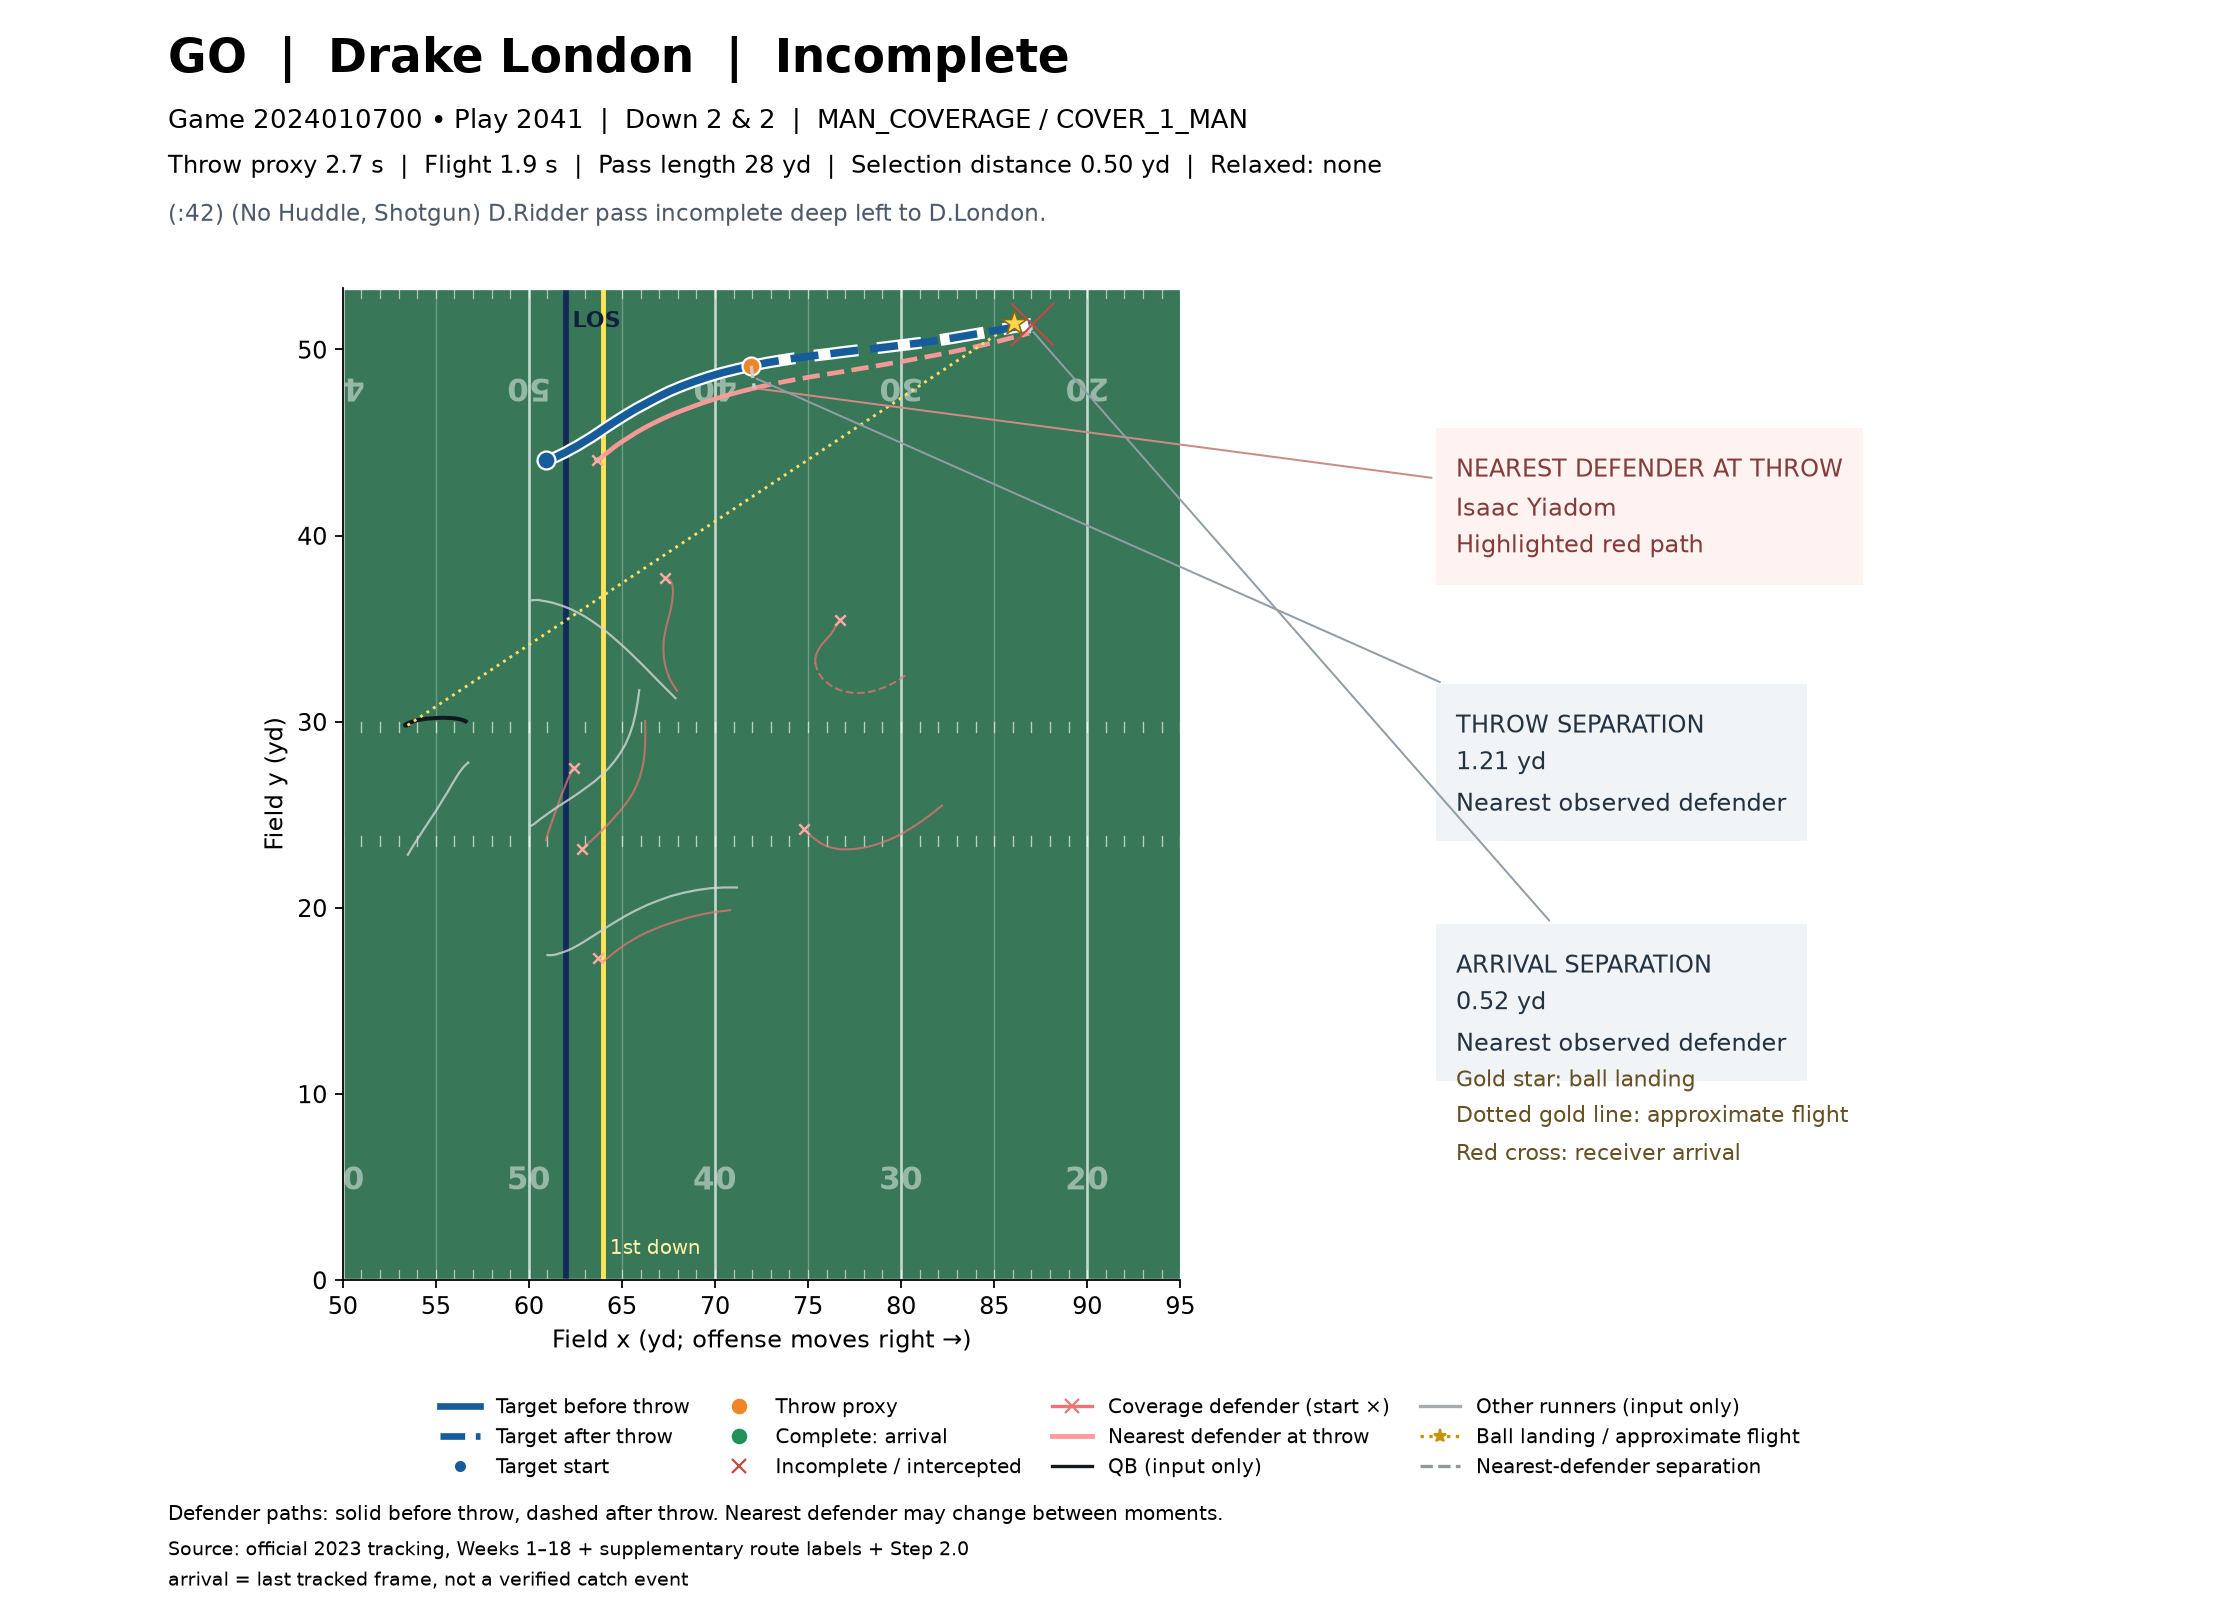 GO | Drake London | Incomplete
Game 2024010700 • Play 2041 | Down 2 & 2 | MAN_COVERAGE / COVER_1_MAN
Throw proxy 2.7 s | Flight 1.9 s | Pass length 28 yd | Selection distance 0.50 yd | Relaxed: none
(:42) (No Huddle, Shotgun) D.Ridder pass incomplete deep left to D.London.
LOS
50
4 50 40 30 20
NEAREST DEFENDER AT THROW
Isaac Yiadom
Highlighted red path
40
THROW SEPARATION
1.21 yd
Nearest observed defender
30
Field y (yd)
20
ARRIVAL SEPARATION
0.52 yd
Nearest observed defender
Gold star: ball landing
10
Dotted gold line: approximate flight
Red cross: receiver arrival
0 50 40 30 20
1st down
0
50 55 60 65 70 75 80 85 90 95
Field x (yd; offense moves right →)
Target before throw
Target after throw
Target start
Throw proxy
Complete: arrival
Incomplete / intercepted
Coverage defender (start ×)
Nearest defender at throw
QB (input only)
Other runners (input only)
Ball landing / approximate flight
Nearest-defender separation
Defender paths: solid before throw, dashed after throw. Nearest defender may change between moments.
Source: official 2023 tracking, Weeks 1–18 + supplementary route labels + Step 2.0
arrival = last tracked frame, not a verified catch event